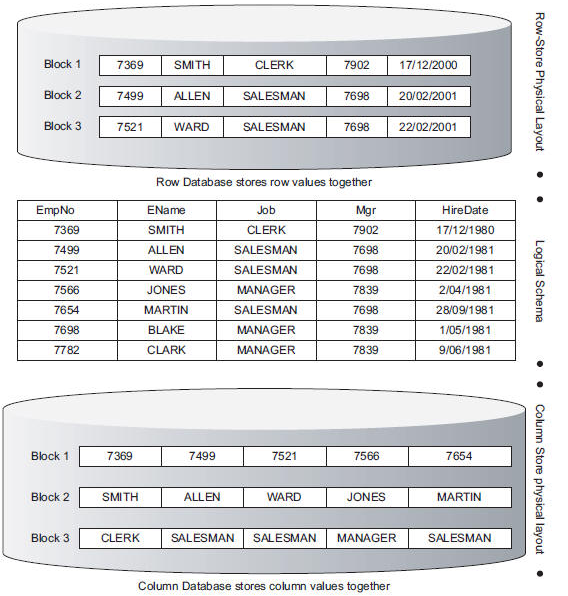 Block 1 7369 SMITH CLERK 7902 17/12/2000
Block 2 7499 ALLEN SALESMAN 7698 20/02/2001
Block 3 7521 WARD SALESMAN 7698 22/02/2001
Row Database stores row values together
Row-Store Physical Layout
EmpNo EName Job Mgr HireDate
7369 SMITH CLERK 7902 17/12/1980
7499 ALLEN SALESMAN 7698 20/02/1981
7521 WARD SALESMAN 7698 22/02/1981
7566 JONES MANAGER 7839 2/04/1981
7654 MARTIN SALESMAN 7698 28/09/1981
7698 BLAKE MANAGER 7839 1/05/1981
7782 CLARK MANAGER 7839 9/06/1981
Logical Schema
Block 1 7369 7499 7521 7566 7654
Block 2 SMITH ALLEN WARD JONES MARTIN
Block 3 CLERK SALESMAN SALESMAN MANAGER SALESMAN
Column Database stores column values together
Column Store physical layout